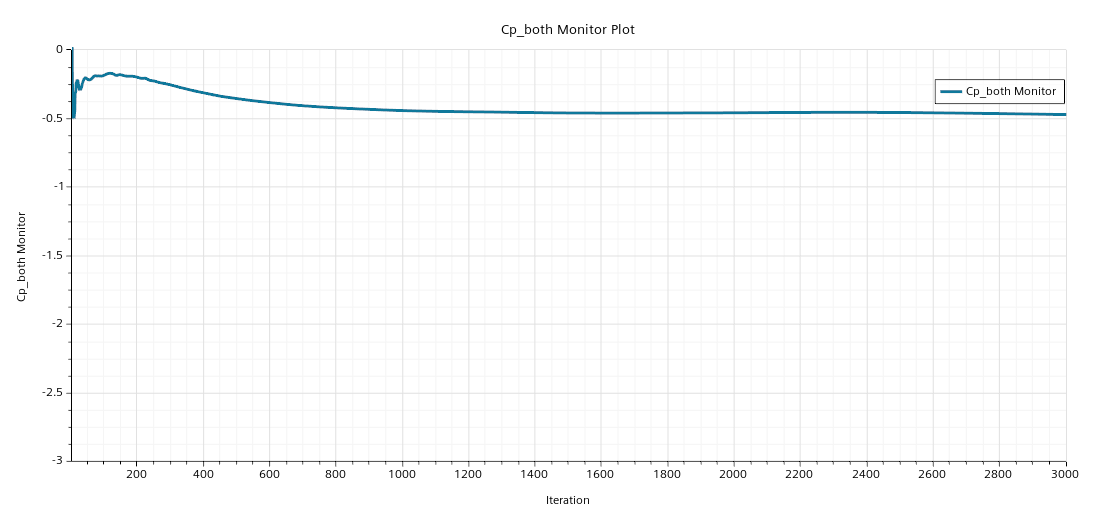 Cp_both Monitor Plot
Cp_both Monitor
0
-0.5
-1
-1.5
-2
-2.5
-3
Cp_both Monitor
200 400 600 800 1000 1200 1400 1600 1800 2000 2200 2400 2600 2800 3000
Iteration